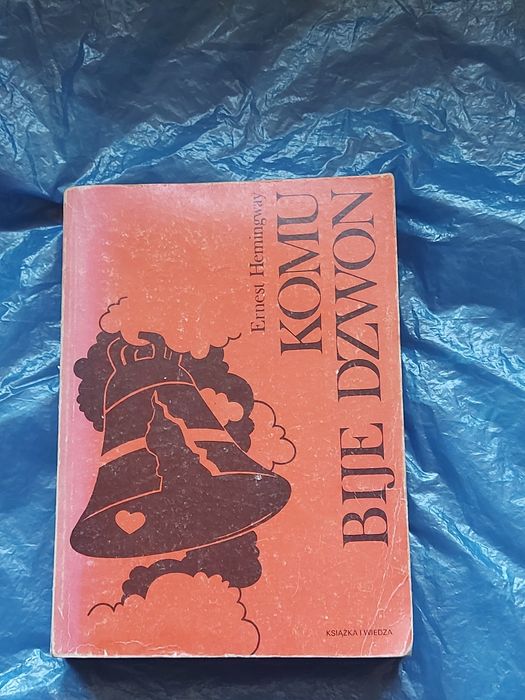 Ernest Hemingway
KOMU
BIJE DZWON
KSIĄŻKA I WIEDZA